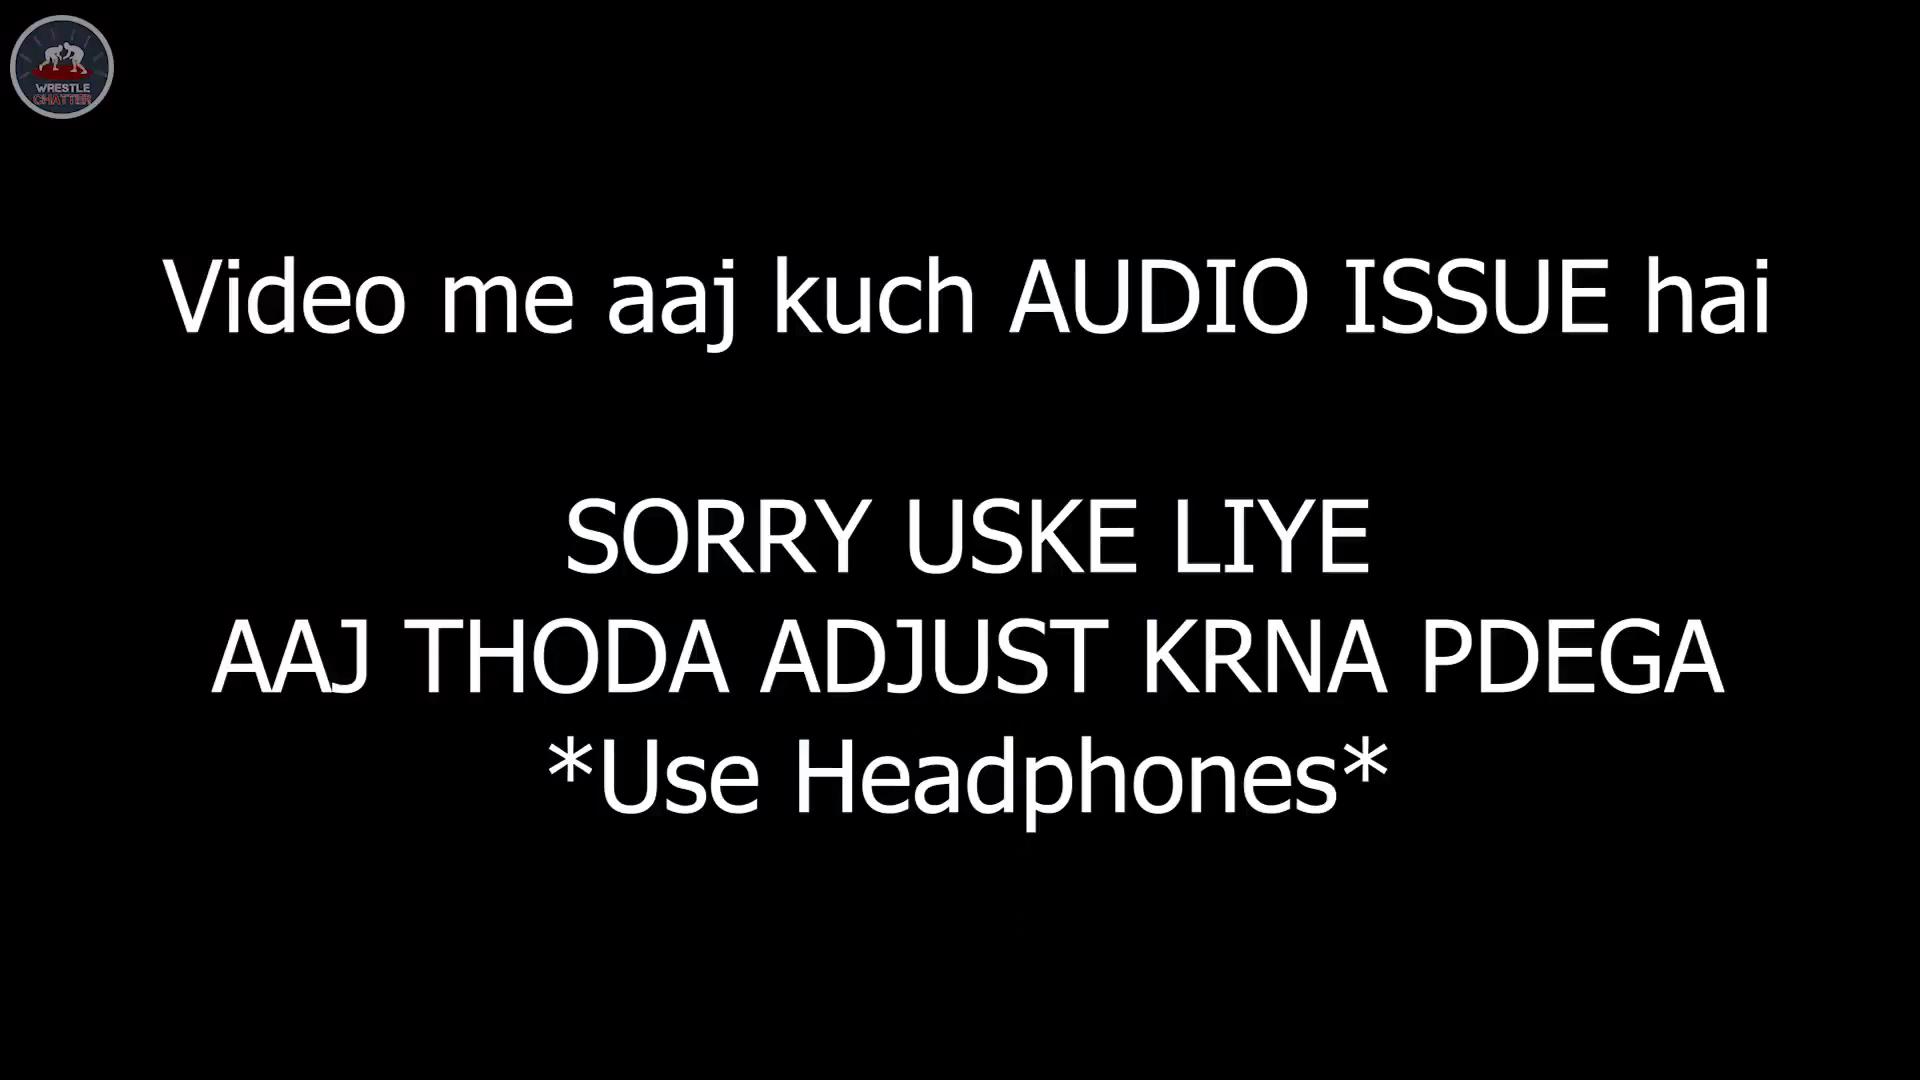 WRESTLE
CHATTER
Video me aaj kuch AUDIO ISSUE hai
SORRY USKE LIYE
AAJ THODA ADJUST KRNA PDEGA
*Use Headphones*